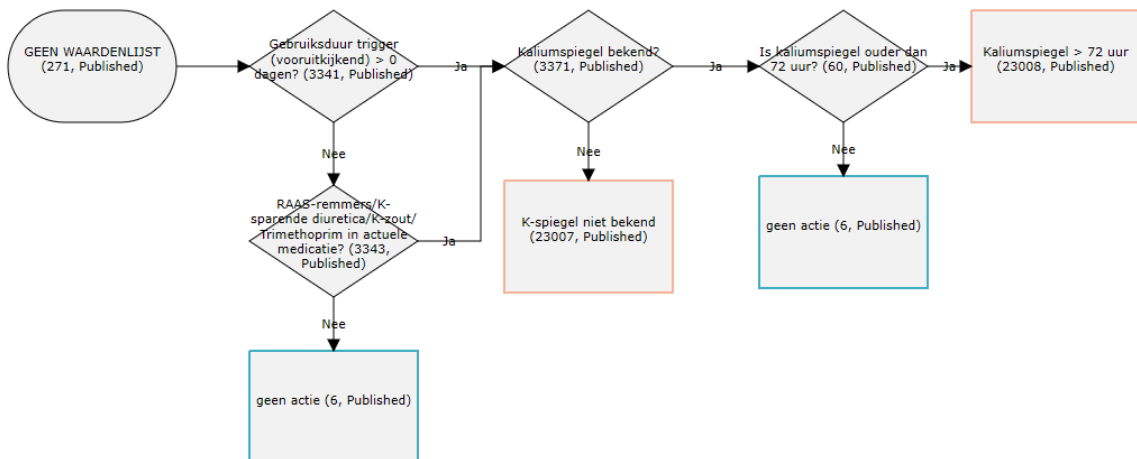 GEEN WAARDENLIJST
(271, Published)
Gebruiksduur trigger
(vooruitkijkend) > 0
dagen? (3341, Published)
Ja
Kaliumspiegel bekend?
(3371, Published)
Ja
Is kaliumspiegel ouder dan
72 uur? (60, Published)
Ja
Kaliumspiegel > 72 uur
(23008, Published)
Nee
Nee
Nee
RAAS-remmers/K-
sparende diuretica/K-zout/
Trimethoprim in actuele
medicatie? (3343,
Published)
Ja
K-spiegel niet bekend
(23007, Published)
geen actie (6, Published)
Nee
geen actie (6, Published)